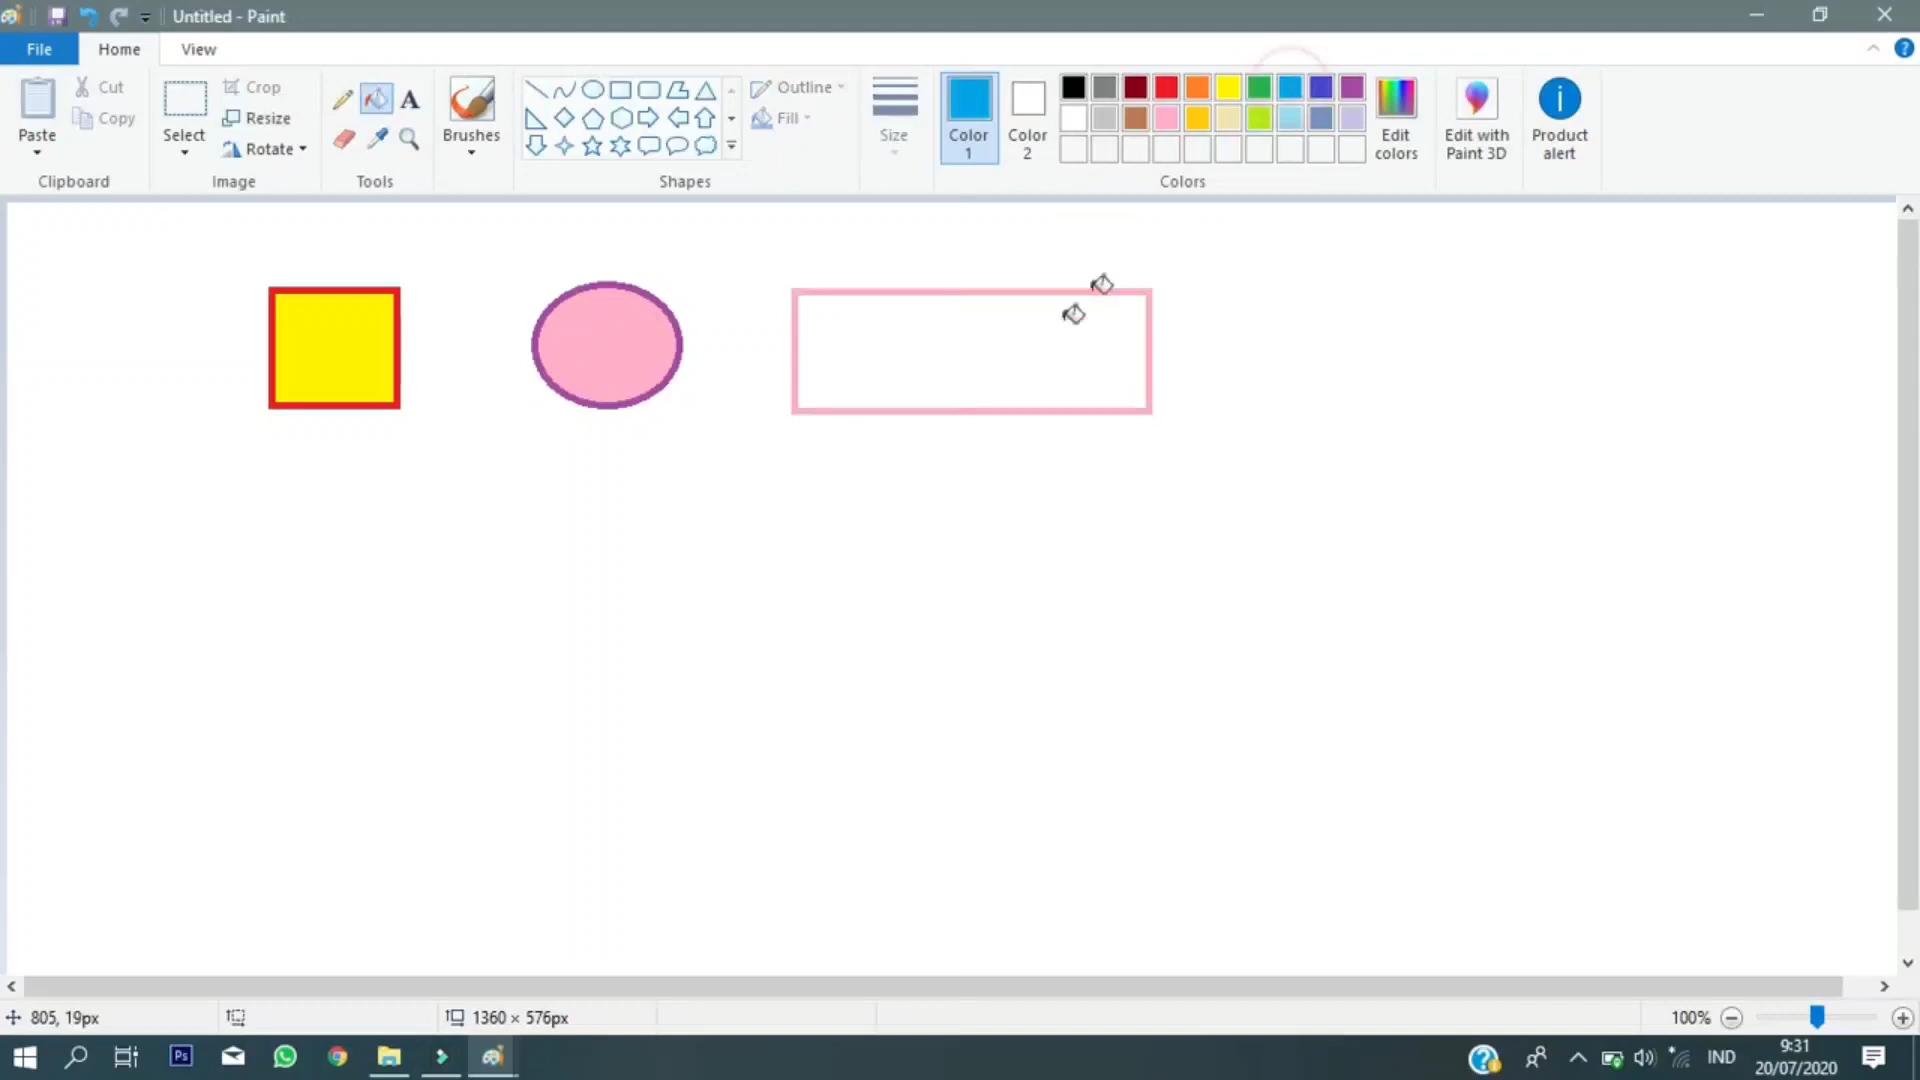 Untitled - Paint
File
Home
View
Paste
Cut
Copy
Clipboard
Select
Crop
Resize
Rotate
Image
A
Tools
Brushes
Outline
Fill
Shapes
Size
Color
1
Color
2
Edit
colors
Colors
Edit with
Paint 3D
Product
alert
805, 19px
1360 × 576px
100%
Ps
IND
9:31
20/07/2020